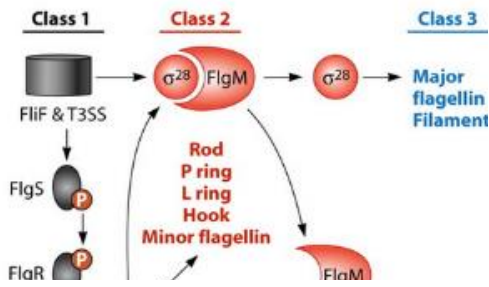 Class 1
Class 2
Class 3
σ28
FlgM
σ28
Major
flagellin
Filament
FliF & T3SS
Rod
P ring
L ring
Hook
Minor flagellin
FlgS
P
P
FlgR
FlgM